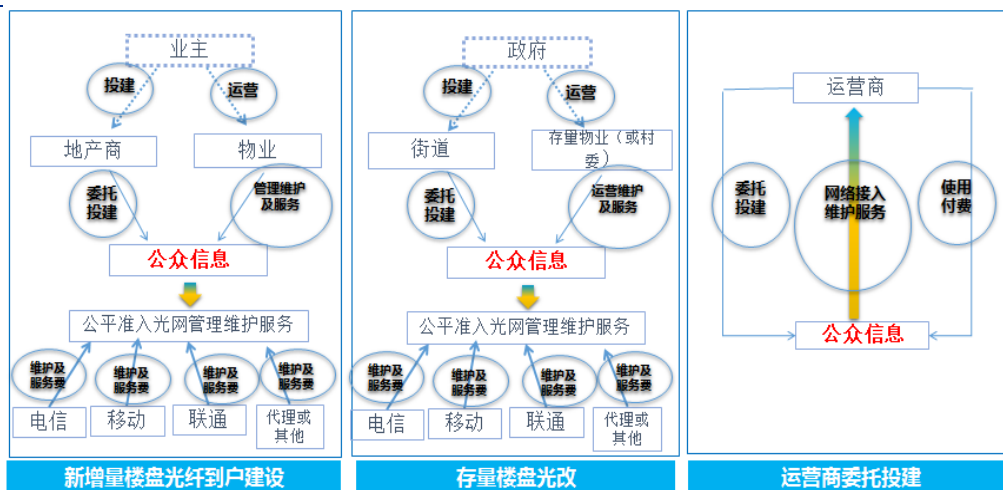 业主
投建
运营
地产商
物业
委托
投建
管理维护
及服务
公众信息
公平准入光网管理维护服务
维护及
服务费
维护及
服务费
维护及
服务费
维护及
服务费
电信
移动
联通
代理或
其他
新增量楼盘光纤到户建设
政府
投建
运营
街道
存量物业（或村
委）
委托
投建
运营维护
及服务
公众信息
公平准入光网管理维护服务
维护及
服务费
维护及
服务费
维护及
服务费
维护及
服务费
电信
移动
联通
代理或
其他
存量楼盘光改
运营商
委托
投建
网络接入
维护服务
使用
付费
公众信息
运营商委托投建